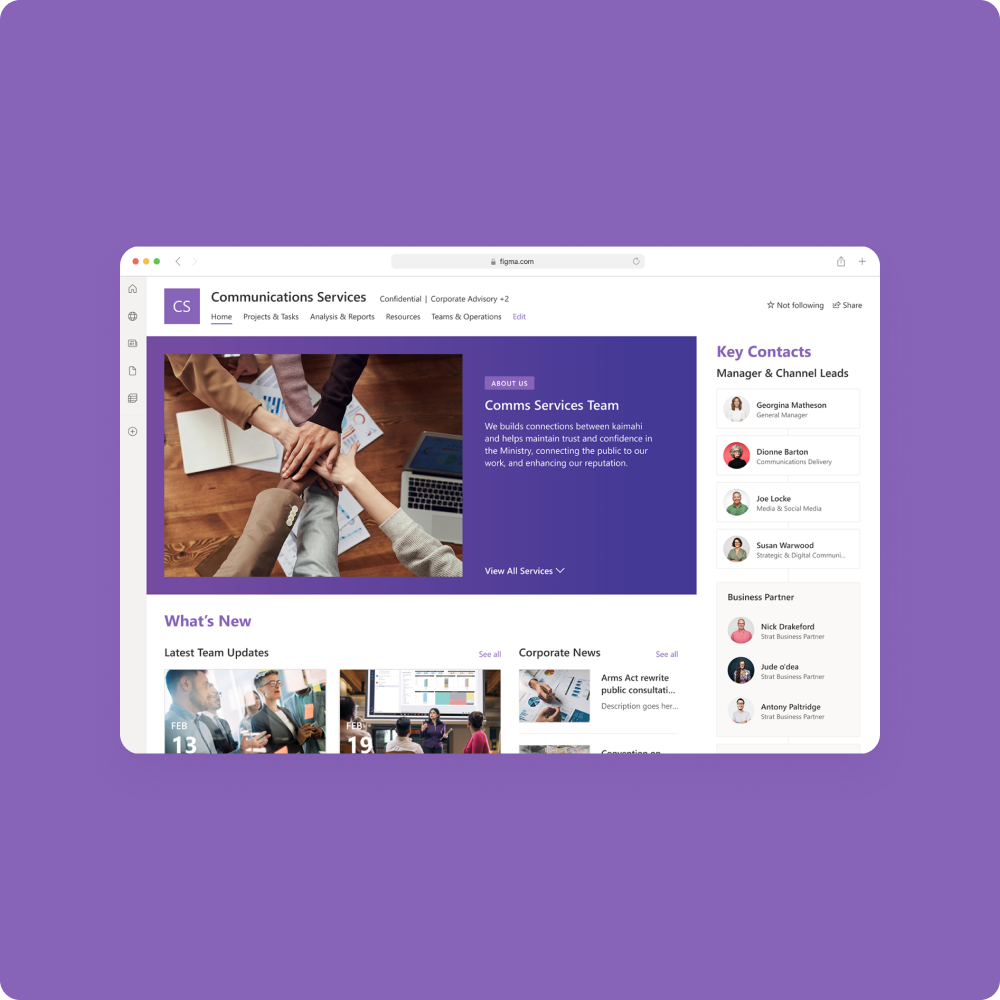 figma.com
CS
Communications Services
Confidential | Corporate Advisory +2
Home Projects & Tasks Analysis & Reports Resources Teams & Operations Edit
Not following Share
ABOUT US
Comms Services Team
We builds connections between kaimahi
and helps maintain trust and confidence in
the Ministry, connecting the public to our
work, and enhancing our reputation.
View All Services
What's New
Latest Team Updates
See all
FEB
13
FEB
19
Corporate News
See all
Arms Act rewrite
public consultati...
Description goes her...
Convention on
Key Contacts
Manager & Channel Leads
Georgina Matheson
General Manager
Dionne Barton
Communications Delivery
Joe Locke
Media & Social Media
Susan Warwood
Strategic & Digital Communi...
Business Partner
Nick Drakeford
Strat Business Partner
Jude o'dea
Strat Business Partner
Antony Paltridge
Strat Business Partner